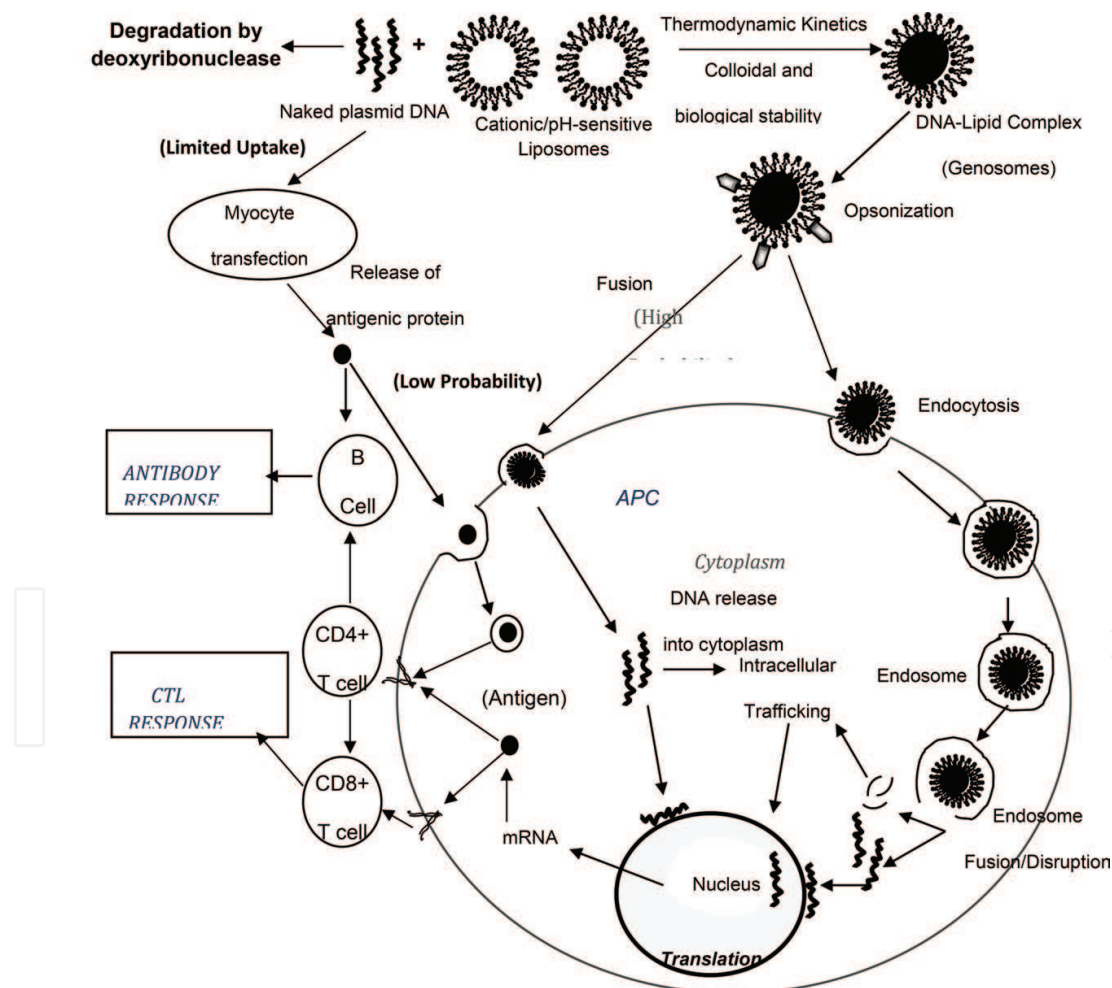 Degradation by
deoxyribonuclease
+
Naked plasmid DNA
Cationic/pH-sensitive
Liposomes
Thermodynamic Kinetics
Colloidal and
biological stability
DNA-Lipid Complex
(Genosomes)
(Limited Uptake)
Opsonization
Myocyte
transfection
Release of
antigenic protein
Fusion
(High
(Low Probability)
Endocytosis
B
Cell
ANTIBODY
RESPONSE
APC
Cytoplasm
DNA release
into cytoplasm
Intracellular
Trafficking
CD4+
T cell
(Antigen)
Endosome
CTL
RESPONSE
CD8+
T cell
mRNA
Endosome
Fusion/Disruption
Nucleus
Translation